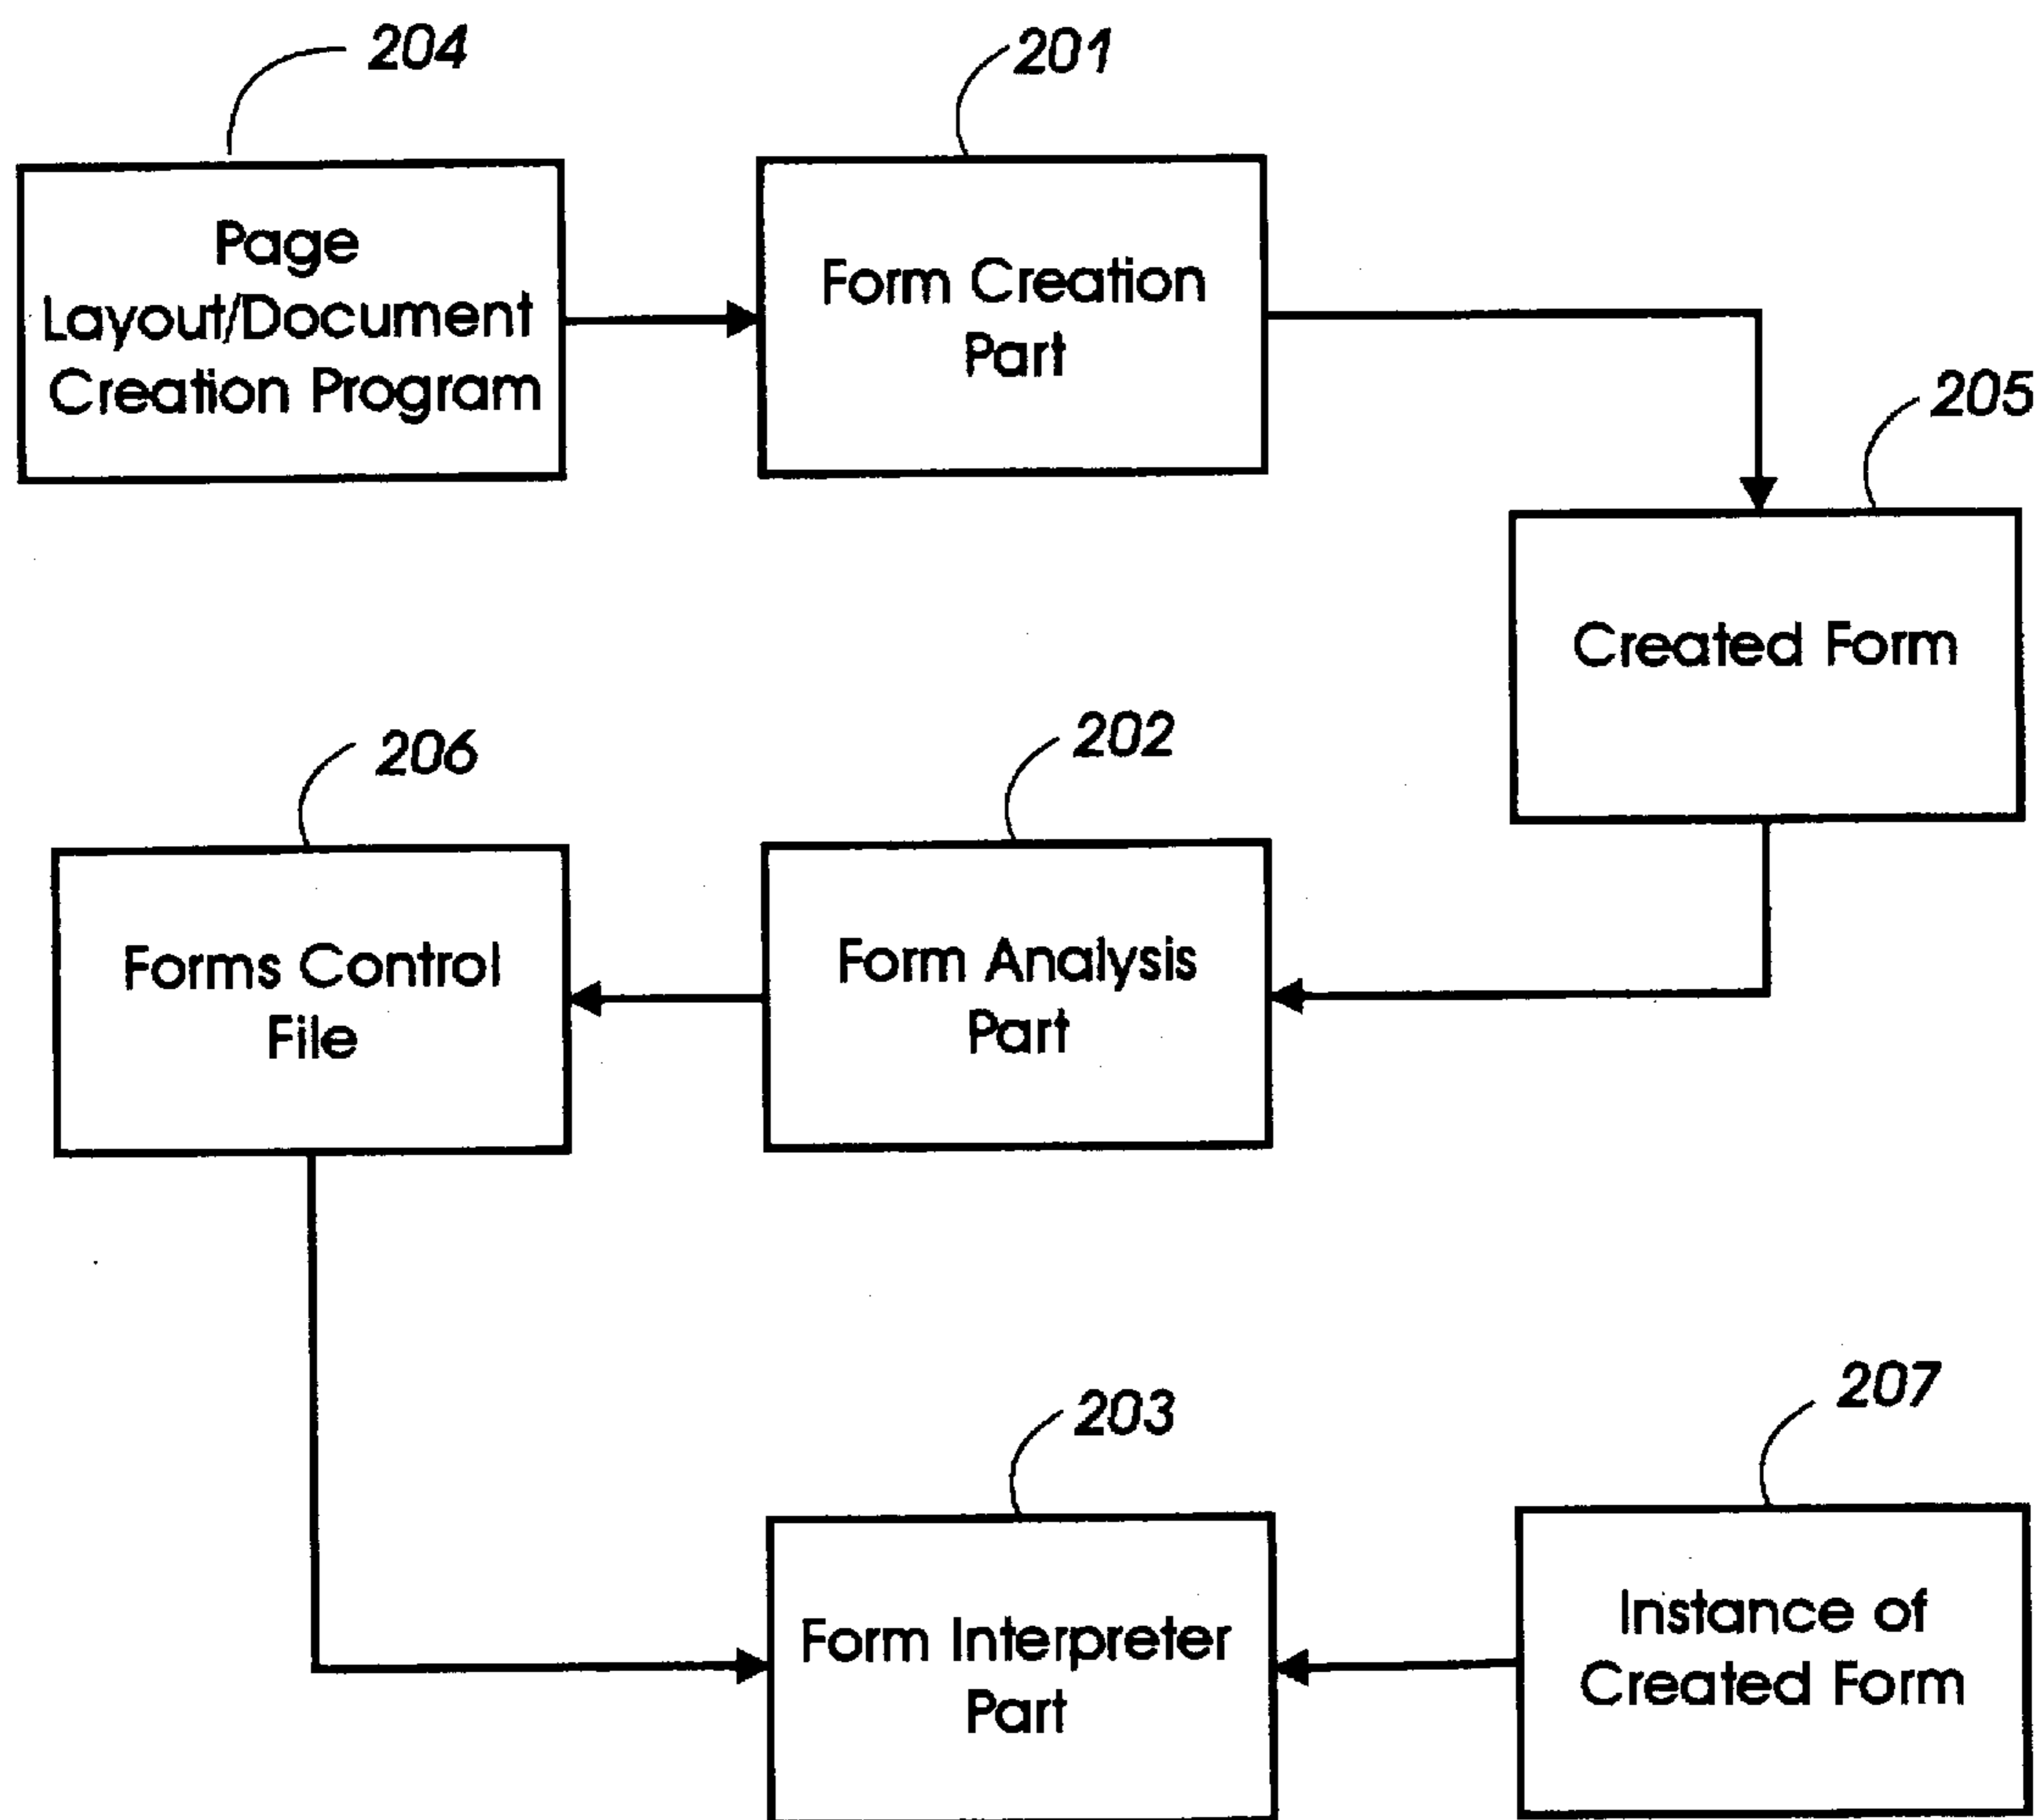 204
201
Page
Layout/Document
Creation Program
Form Creation
Part
205
Created Form
206
202
Forms Control
File
Form Analysis
Part
203
207
Form Interpreter
Part
Instance of
Created Form